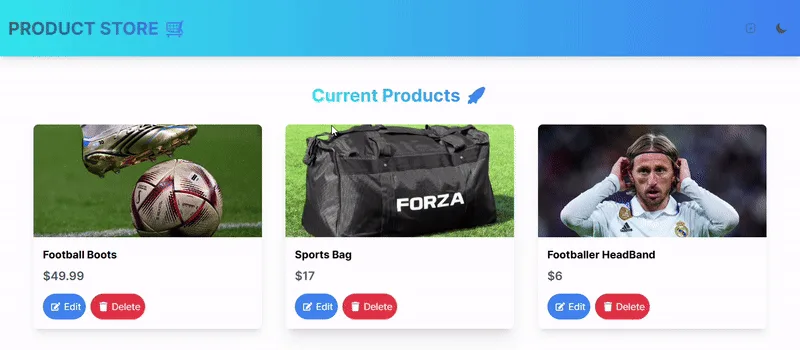 PRODUCT STORE 🛒
Current Products 🚀
FORZA
Football Boots
$49.99
Edit Delete
Sports Bag
$17
Edit Delete
Footballer HeadBand
$6
Edit Delete